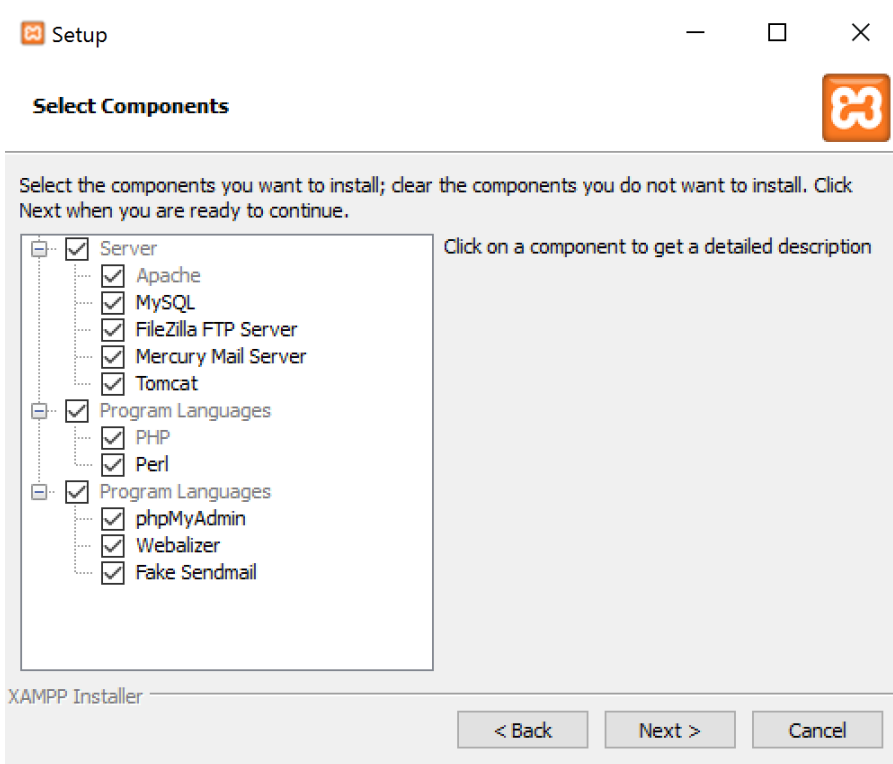 Setup
Select Components
Select the components you want to install; clear the components you do not want to install. Click
Next when you are ready to continue.
Server
Apache
MySQL
FileZilla FTP Server
Mercury Mail Server
Tomcat
Program Languages
PHP
Perl
Program Languages
phpMyAdmin
Webalizer
Fake Sendmail
Click on a component to get a detailed description
XAMPP Installer
< Back
Next >
Cancel